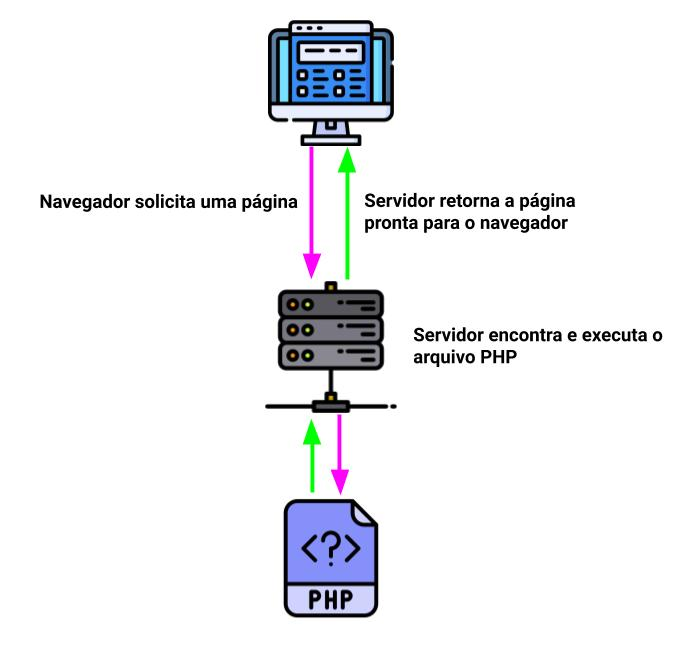 Navegador solicita uma página
Servidor retorna a página
pronta para o navegador
Servidor encontra e executa o
arquivo PHP
<?>
PHP